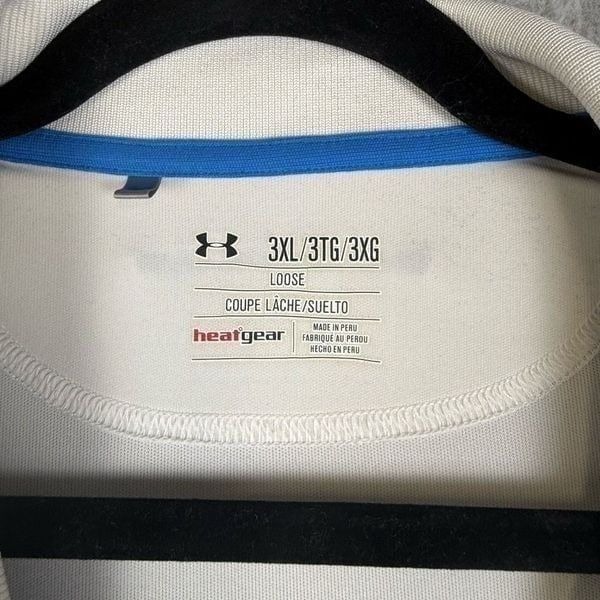 3XL/3TG/3XG
LOOSE
COUPE LÂCHE/SUELTO
heatgear
MADE IN PERU
FABRIQUÉ AU PEROU
HECHO EN PERU